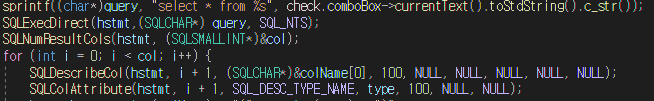 sprintf((char*)query, "select * from %s", check.comboBox->currentText().toStdString().c_str());
SQLExecDirect(hstmt,(SQLCHAR*) query, SQL_NTS);
SQLNumResultCols(hstmt, (SQLSMALLINT*)&col);
for (int i = 0; i < col; i++) {
SQLDescribeCol(hstmt, i + 1, (SQLCHAR*)&colName[0], 100, NULL, NULL, NULL, NULL, NULL);
SQLColAttribute(hstmt, i + 1, SQL_DESC_TYPE_NAME, type, 100, NULL, NULL);